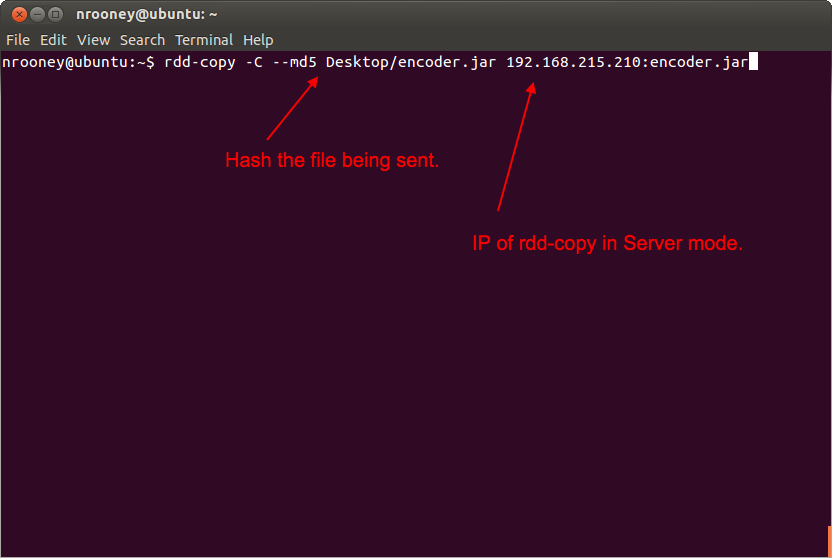 nrooney@ubuntu: ~
File Edit View Search Terminal Help
nrooney@ubuntu:~$ rdd-copy -C --md5 Desktop/encoder.jar 192.168.215.210:encoder.jar
Hash the file being sent.
IP of rdd-copy in Server mode.